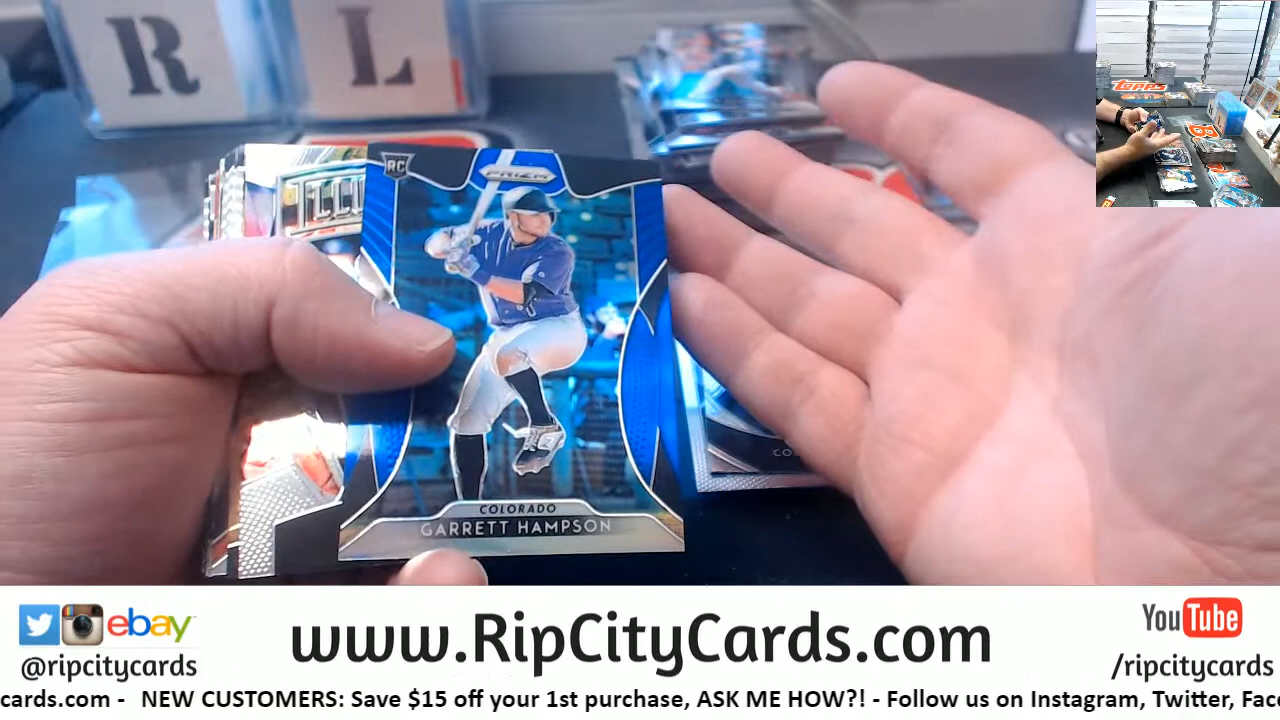 R L
TOPPS
RC
PRIZM
COLORADO
GARRETT HAMPSON
ebay
@ripcitycards
www.RipCityCards.com
YouTube
/ripcitycards
cards.com - NEW CUSTOMERS: Save $15 off your 1st purchase, ASK ME HOW?! - Follow us on Instagram, Twitter, Fac